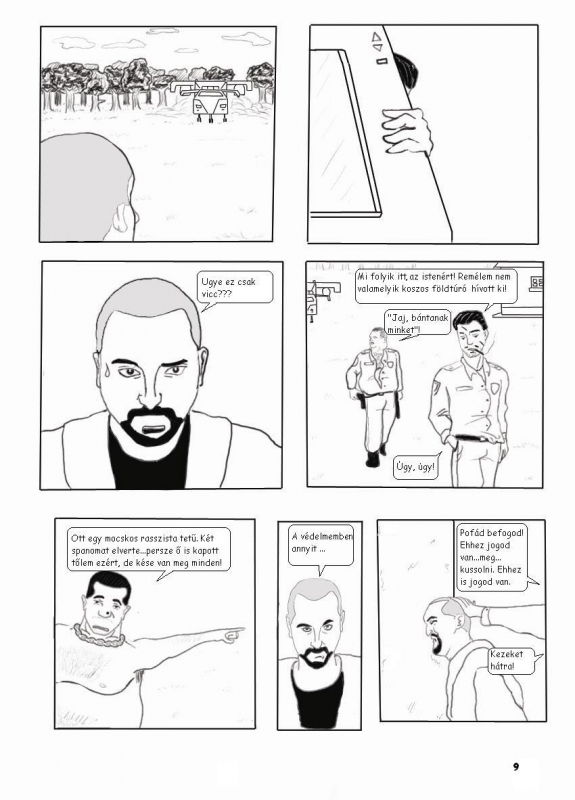 Ugye ez csak
vicc???
Mi folyik itt, az istenért! Remélem nem
valamelyik koszos földtúró hívott ki!
"Jaj, bántanak
minket"!
Úgy, úgy!
Ott egy mocskos rasszista tetű. Két
spanomat elverte...persze ő is kapott
tőlem ezért, de kése van meg minden!
A védelmemben
annyit ...
Pofád befogod!
Ehhez jogod
van...meg...
kussolni. Ehhez
is jogod van.
Kezeket
hátra!
9